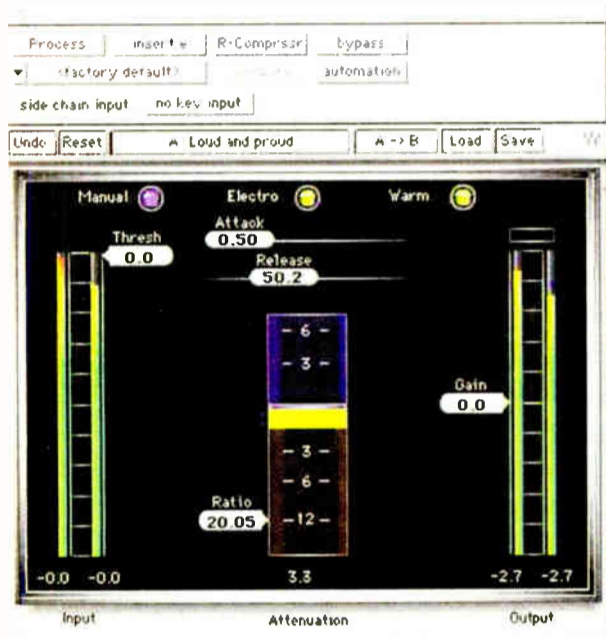 Process insert e R-Comprssr bypass
<factory default> automation
side chain input no key input
Undo Reset A Loud and proud A -> B Load Save
Manual Electro Warm
Attack
0.50
Thresh
0.0
Release
50.2
6
3
Gain
0.0
3
6
Ratio
20.05
12
-0.0 -0.0 3.3 -2.7 -2.7
Input Attenuation Output